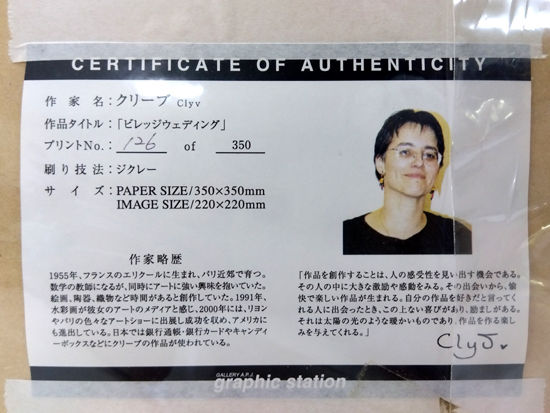 CERTIFICATE OF AUTHENTICITY
作家名：クリーブ Clyv
作品タイトル：「ビレッジウェディング」
プリントNo.： 126 of 350
刷り技法：ジクレー
サイズ：PAPER SIZE/350×350mm
IMAGE SIZE/220×220mm
作家略歴
1955年、フランスのエリクールに生まれ、パリ近郊で育つ。
数学の教師になるが、同時にアートに強い興味を抱いていた。
絵画、陶器、織物など時間があると創作していた。1991年、
水彩画が彼女のアートのメディアと感じ、2000年には、リヨン
やパリの色々なアートショーに出展し成功を収め、アメリカに
も進出している。日本では銀行通帳・銀行カードやキャンディ
ーボックスなどにクリーブの作品が使われている。
「作品を創作することは、人の感受性を見い出す機会である。
その人の中に大きな激励や感動をみる。その出会いから、愉
快で楽しい作品が生まれる。自分の作品を好きだと言ってく
れる人に出会ったとき、この上ない喜びがあり、励ましがある。
それは太陽の光のような暖かいものであり、作品を作る楽し
みを与えてくれる。」
Clyv.
GALLERY A.P.J.
graphic station